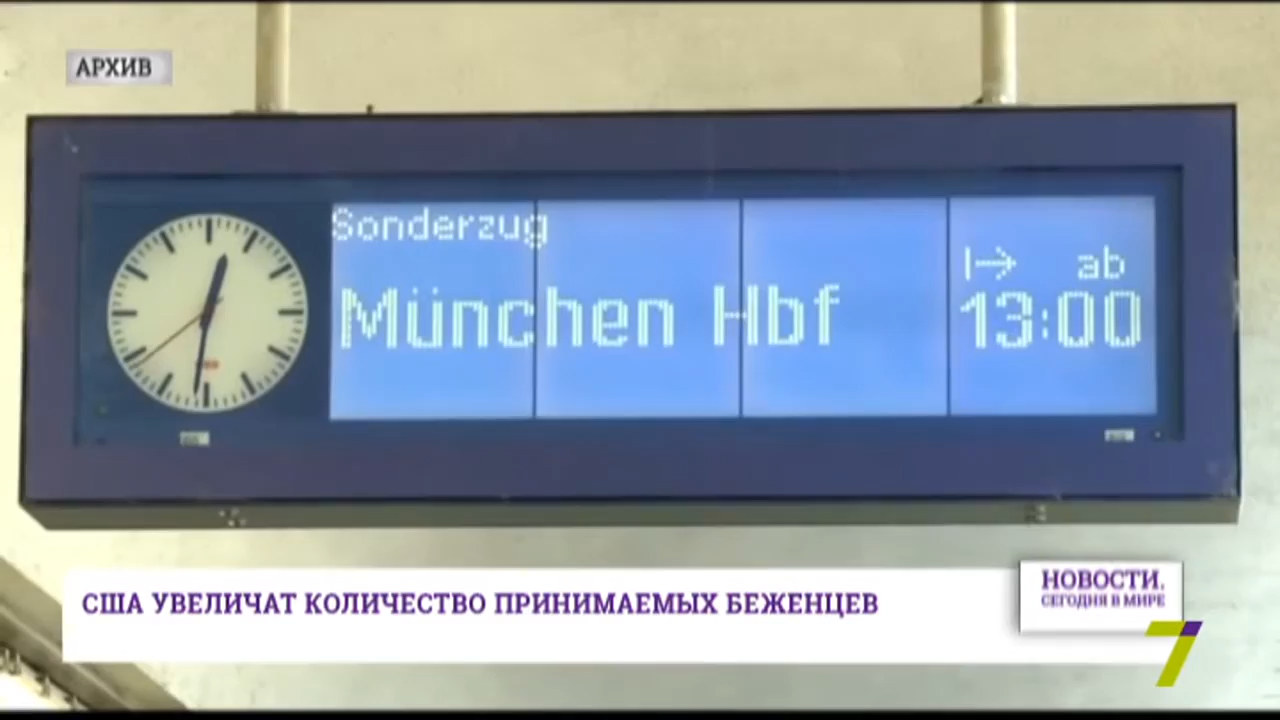 АРХИВ
Sonderzug
München Hbf
ab
13:00
США УВЕЛИЧАТ КОЛИЧЕСТВО ПРИНИМАЕМЫХ БЕЖЕНЦЕВ
НОВОСТИ.
СЕГОДНЯ В МИРЕ
7